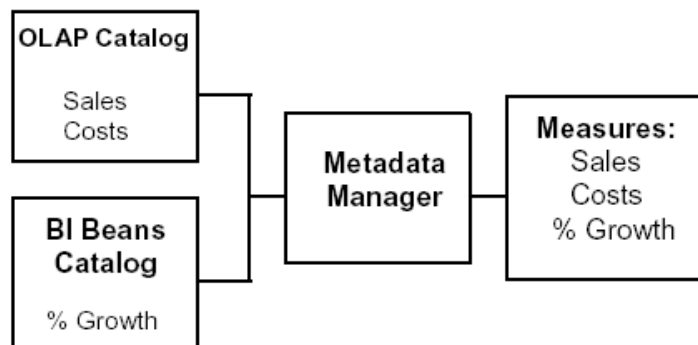 OLAP Catalog
Sales
Costs
BI Beans
Catalog
% Growth
Metadata
Manager
Measures:
Sales
Costs
% Growth